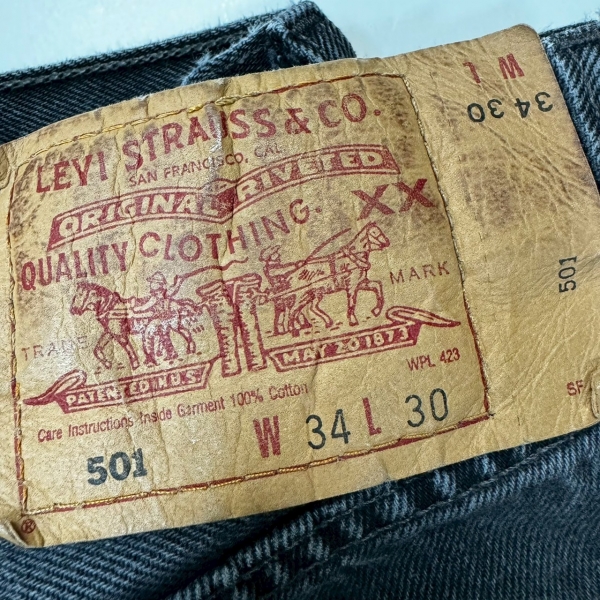 LEVI STRAUSS & CO.
SAN FRANCISCO, CAL
ORIGINAL RIVETED
QUALITY CLOTHING. XX
TRADE MARK
PATENTED IN U.S. MAY 20 1873
WPL 423
Care Instructions Inside Garment 100% Cotton
501 W 34 L 30
®
W L
34 30
501
SF